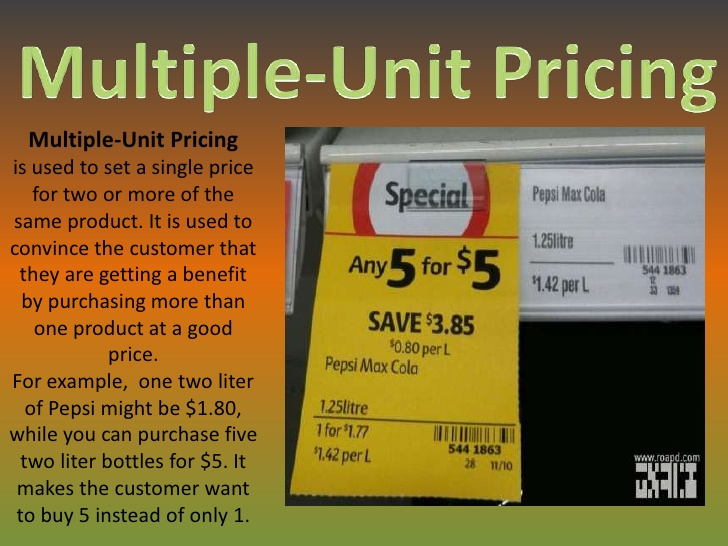 Multiple-Unit Pricing
Multiple-Unit Pricing
is used to set a single price
for two or more of the
same product. It is used to
convince the customer that
they are getting a benefit
by purchasing more than
one product at a good
price.
For example,  one two liter
of Pepsi might be $1.80,
while you can purchase five
two liter bottles for $5. It
makes the customer want
to buy 5 instead of only 1.
Special
Any 5 for $5
SAVE $3.85
$0.80 per L
Pepsi Max Cola
1.25litre
1 for $1.77
$1.42 per L
544 1863
28 11/10
Pepsi Max Cola
1.25litre
$1.42 per L
544 1863
www.roapd.com